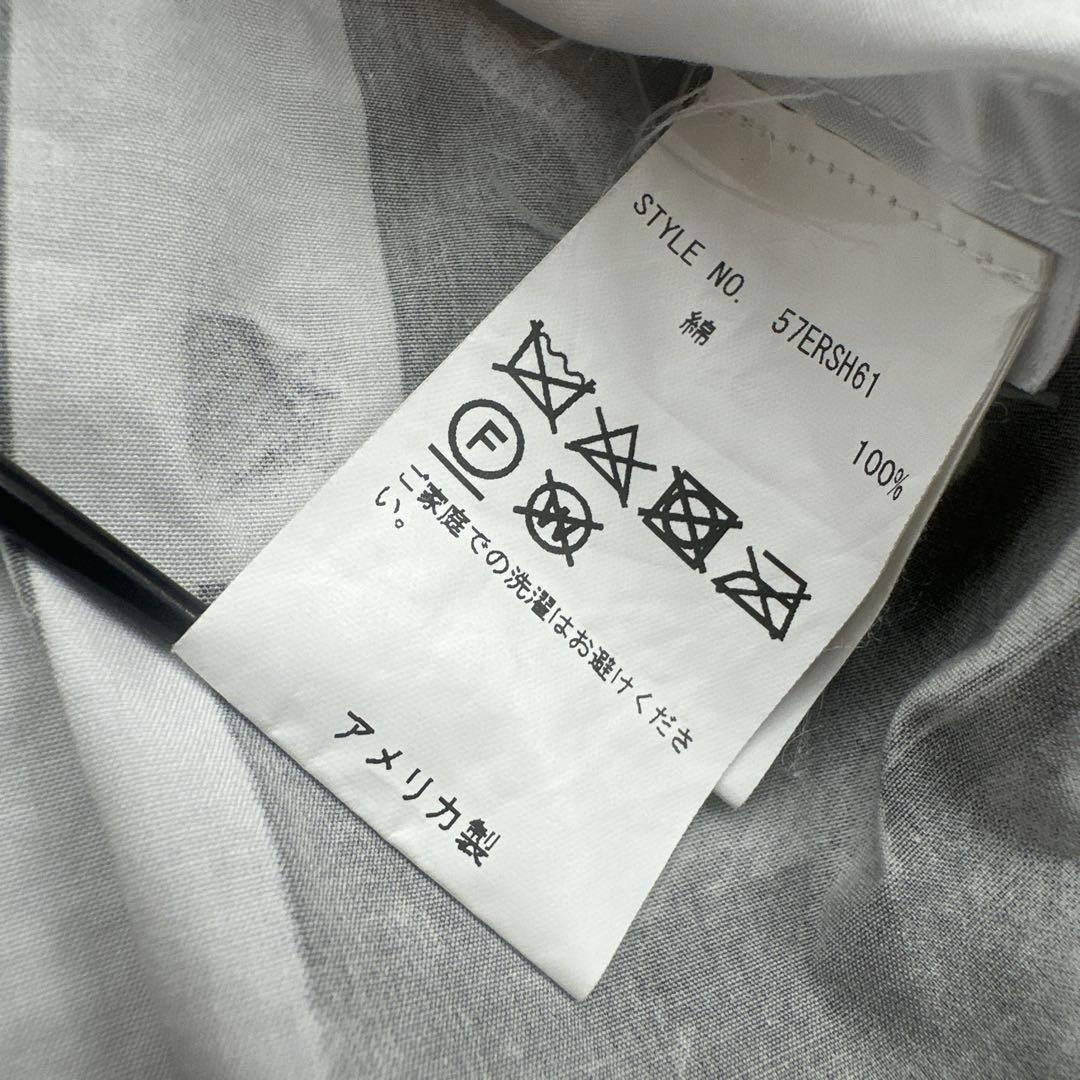 STYLE NO. 57ERSH61
綿 100%
F
W
ご家庭での洗濯はお避けくださ
い。
アメリカ製